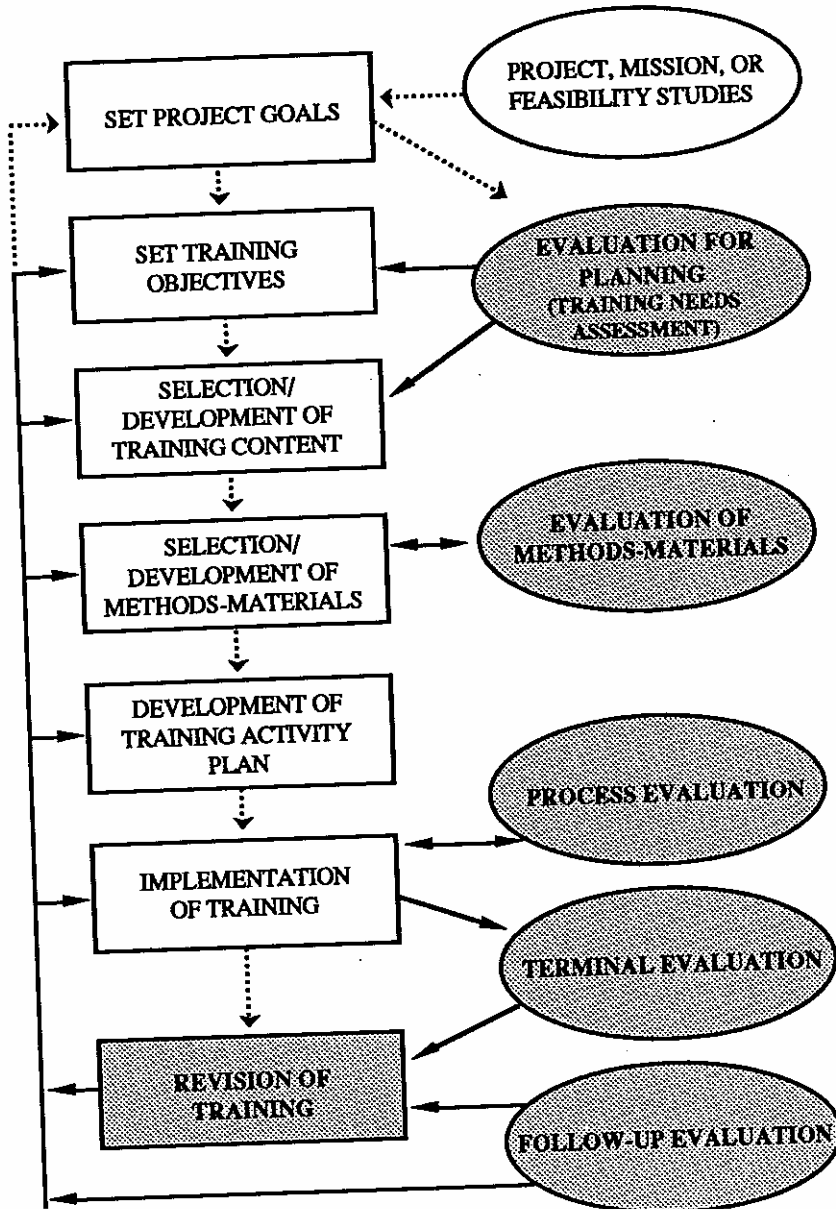 PROJECT, MISSION, OR
FEASIBILITY STUDIES
SET PROJECT GOALS
SET TRAINING
OBJECTIVES
EVALUATION FOR
PLANNING
(TRAINING NEEDS
ASSESSMENT)
SELECTION/
DEVELOPMENT OF
TRAINING CONTENT
SELECTION/
DEVELOPMENT OF
METHODS-MATERIALS
EVALUATION OF
METHODS-MATERIALS
DEVELOPMENT OF
TRAINING ACTIVITY
PLAN
PROCESS EVALUATION
IMPLEMENTATION
OF TRAINING
TERMINAL EVALUATION
REVISION OF
TRAINING
FOLLOW-UP EVALUATION